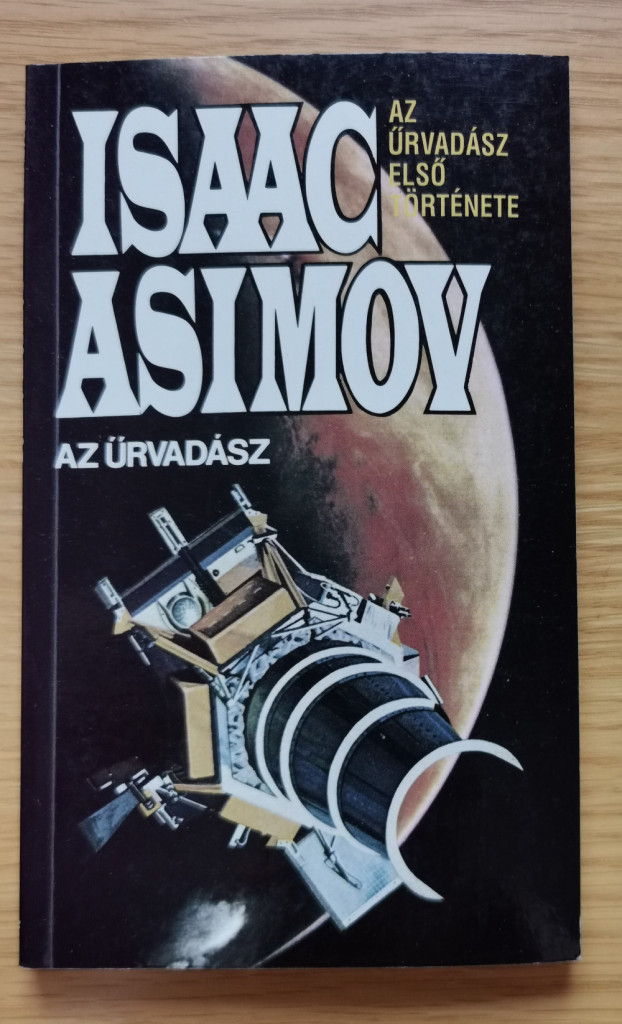 ISAAC
ASIMOV
AZ
ŰRVADÁSZ
ELSŐ
TÖRTÉNETE
AZ ŰRVADÁSZ